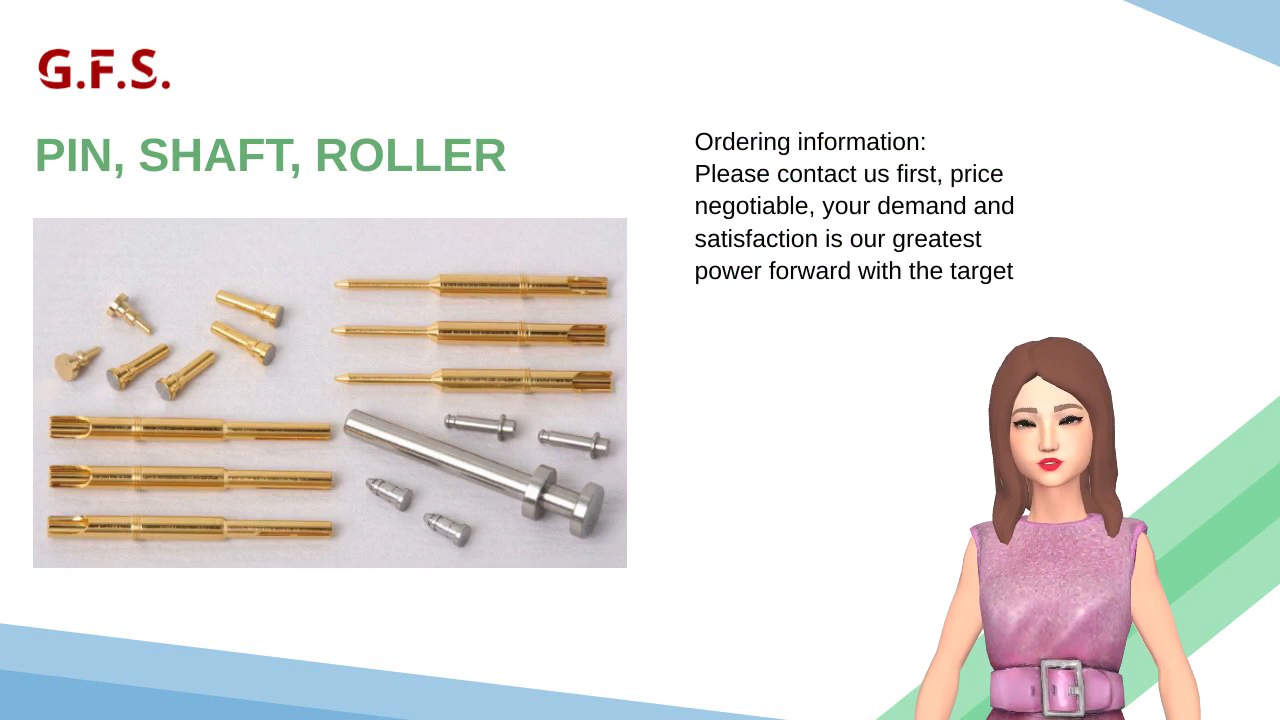 G.F.S.
PIN, SHAFT, ROLLER
Ordering information:
Please contact us first, price
negotiable, your demand and
satisfaction is our greatest
power forward with the target